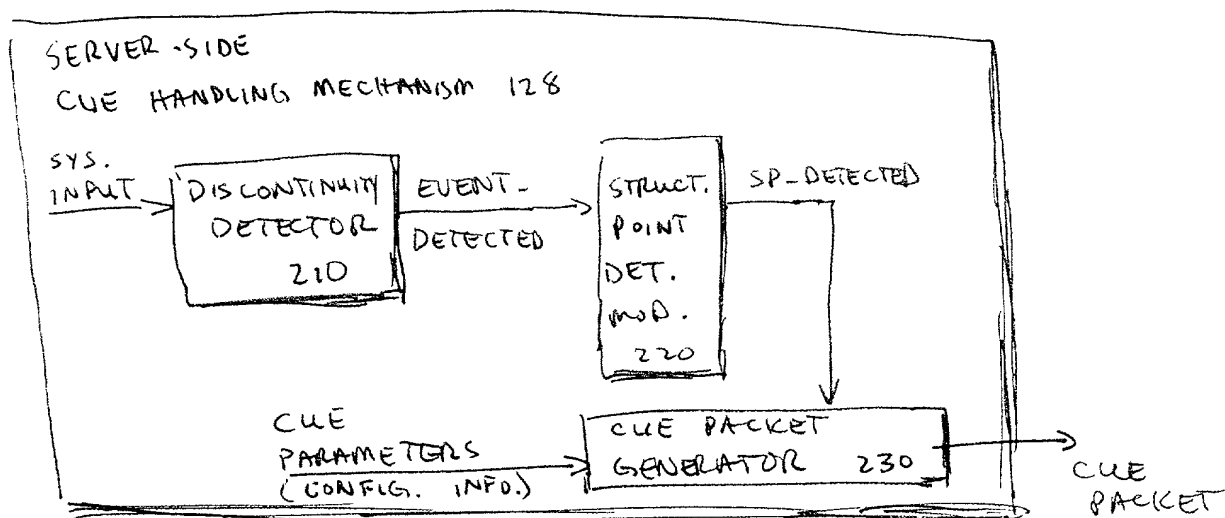 SERVER-SIDE
CUE HANDLING MECHANISM 128
SYS.
INPUT
DISCONTINUITY
DETECTOR
210
EVENT-
DETECTED
STRUCT.
POINT
DET.
MOD.
220
SP_DETECTED
CUE
PARAMETERS
(CONFIG. INFO.)
CUE PACKET
GENERATOR 230
CUE
PACKET